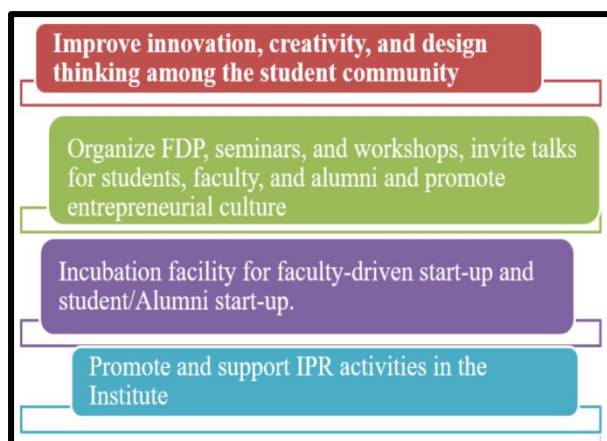 Improve innovation, creativity, and design
thinking among the student community
Organize FDP, seminars, and workshops, invite talks
for students, faculty, and alumni and promote
entrepreneurial culture
Incubation facility for faculty-driven start-up and
student/Alumni start-up.
Promote and support IPR activities in the
Institute